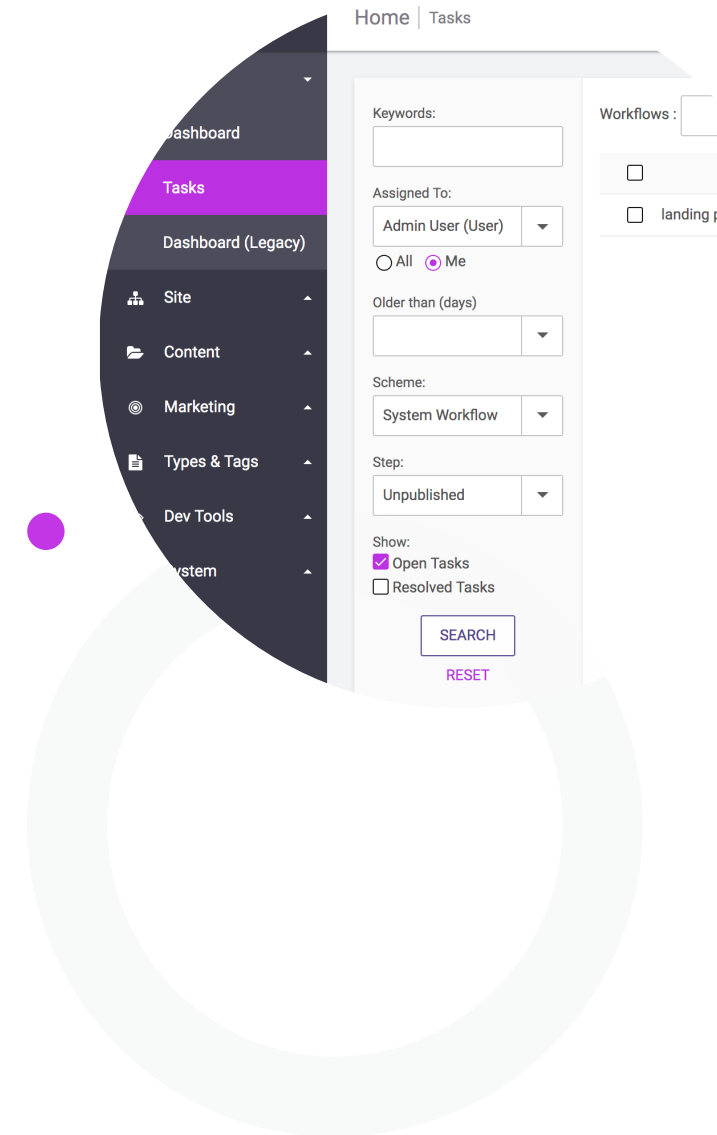 Home | Tasks
Dashboard
Tasks
Dashboard (Legacy)
Site
Content
Marketing
Types & Tags
Dev Tools
Keywords:
Assigned To:
Admin User (User)
All Me
Older than (days)
Scheme:
System Workflow
Step:
Unpublished
Show:
Open Tasks
Resolved Tasks
SEARCH
RESET
Workflows :
landing